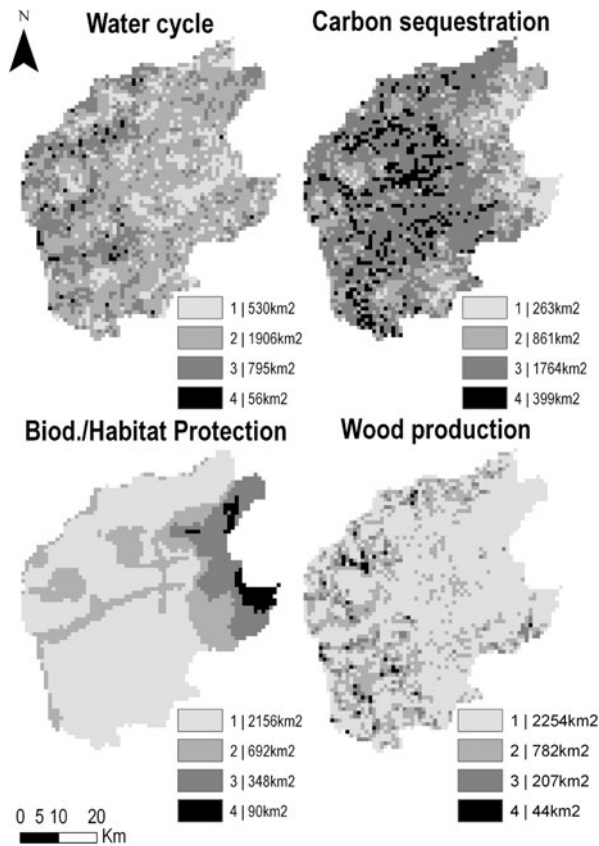 N
Water cycle
Carbon sequestration
1 | 530km2
2 | 1906km2
3 | 795km2
4 | 56km2
1 | 263km2
2 | 861km2
3 | 1764km2
4 | 399km2
Biod./Habitat Protection
Wood production
1 | 2156km2
2 | 692km2
3 | 348km2
4 | 90km2
1 | 2254km2
2 | 782km2
3 | 207km2
4 | 44km2
0 5 10 20
Km